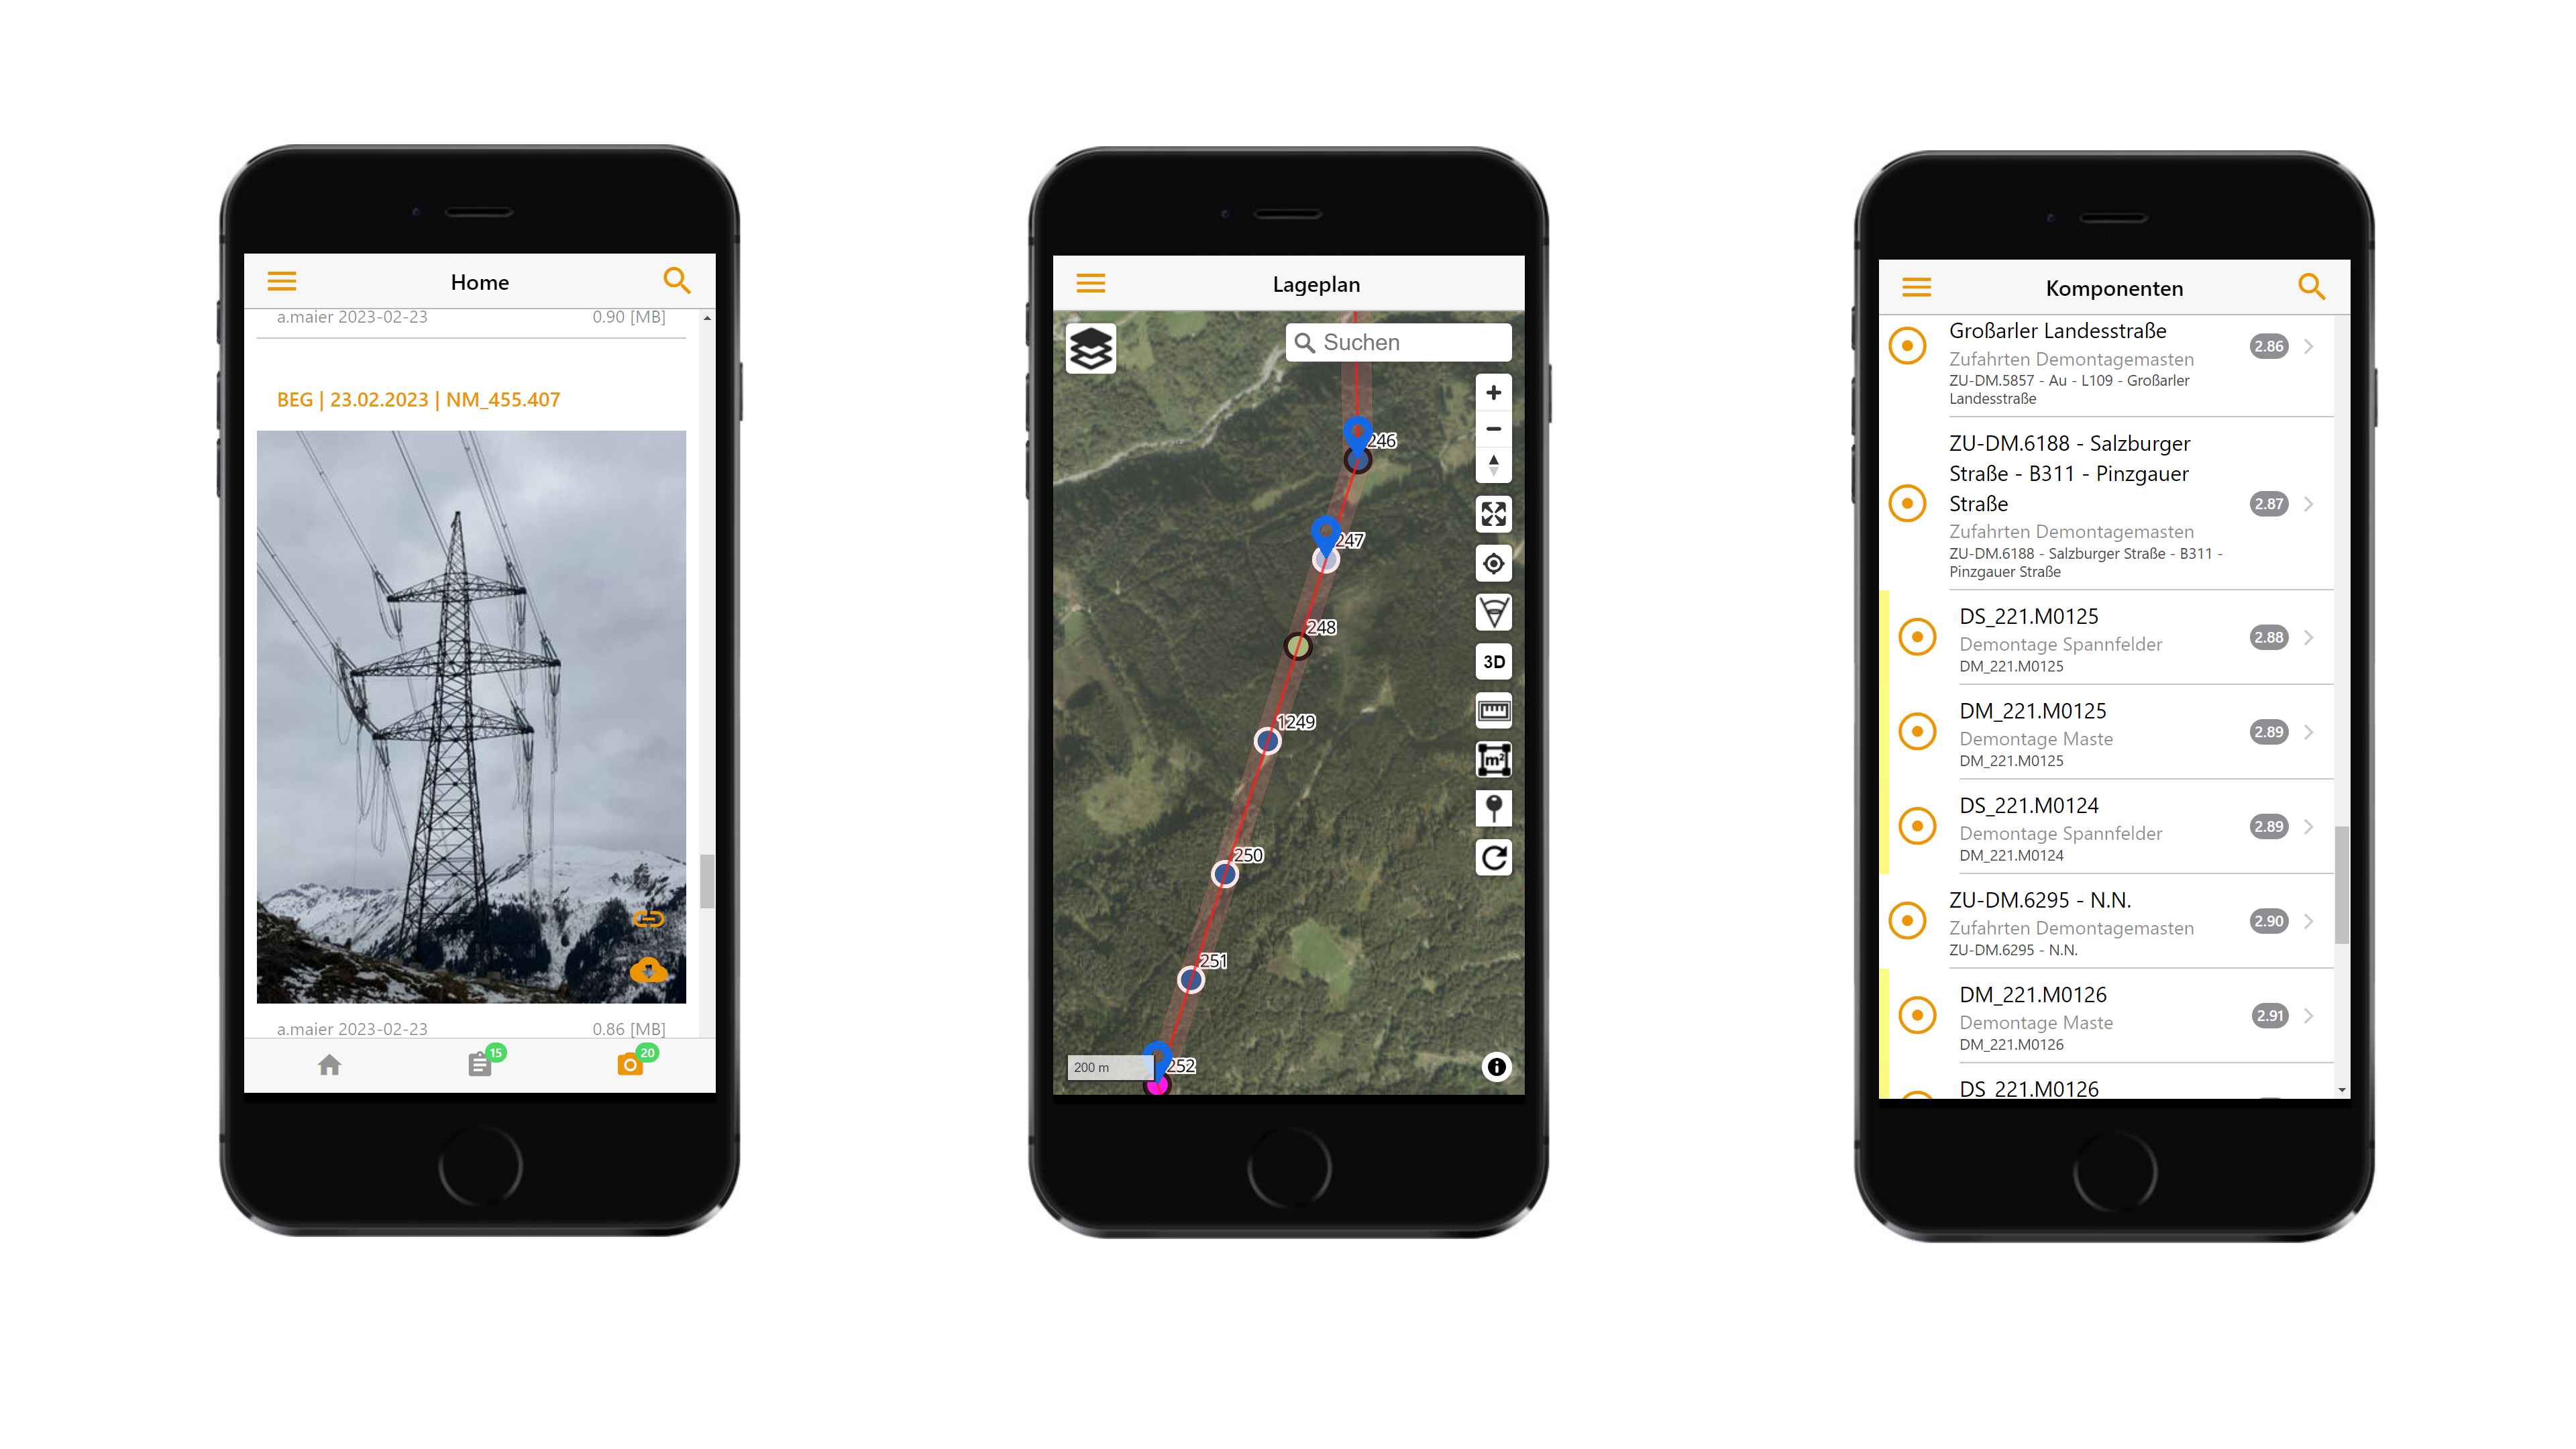 Home
a.maier 2023-02-23 0.90 [MB]
BEG | 23.02.2023 | NM_455.407
a.maier 2023-02-23 0.86 [MB]
15
20
Lageplan
Suchen
246
247
248
1249
250
251
252
3D
m²
200 m
Komponenten
Großarler Landesstraße
Zufahrten Demontagemasten
ZU-DM.5857 - Au - L109 - Großarler
Landesstraße
2.86
ZU-DM.6188 - Salzburger
Straße - B311 - Pinzgauer
Straße
Zufahrten Demontagemasten
ZU-DM.6188 - Salzburger Straße - B311 -
Pinzgauer Straße
2.87
DS_221.M0125
Demontage Spannfelder
DM_221.M0125
2.88
DM_221.M0125
Demontage Maste
DM_221.M0125
2.89
DS_221.M0124
Demontage Spannfelder
DM_221.M0124
2.89
ZU-DM.6295 - N.N.
Zufahrten Demontagemasten
ZU-DM.6295 - N.N.
2.90
DM_221.M0126
Demontage Maste
DM_221.M0126
2.91
DS_221.M0126